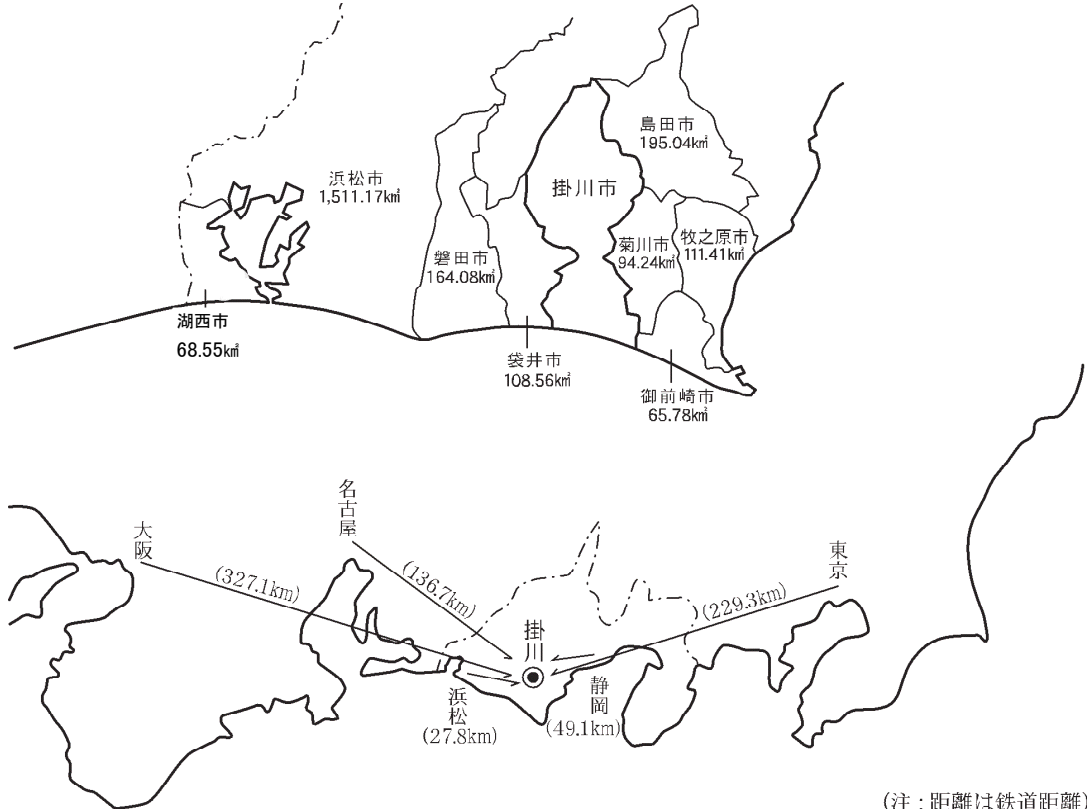 島田市
195.04㎢
浜松市
1,511.17㎢
掛川市
磐田市
164.08㎢
菊川市
94.24㎢
牧之原市
111.41㎢
湖西市
68.55㎢
袋井市
108.56㎢
御前崎市
65.78㎢
大阪
(327.1km)
名古屋
(136.7km)
東京
(229.3km)
掛川
浜松
(27.8km)
静岡
(49.1km)
(注:距離は鉄道距離)